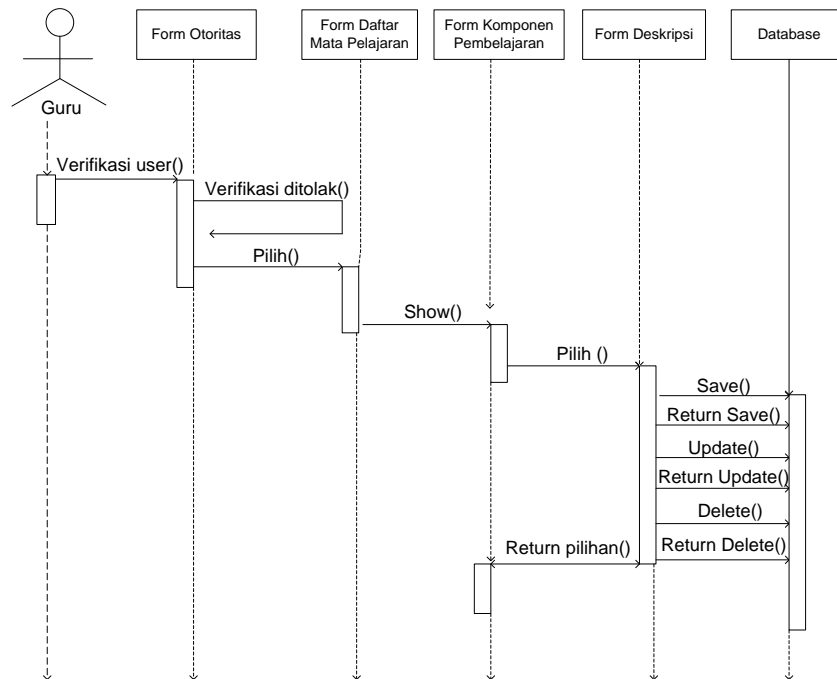 Form Otoritas
Form Daftar
Mata Pelajaran
Form Komponen
Pembelajaran
Form Deskripsi
Database
Guru
Verifikasi user()
Verifikasi ditolak()
Pilih()
Show()
Pilih ()
Save()
Return Save()
Update()
Return Update()
Delete()
Return Delete()
Return pilihan()